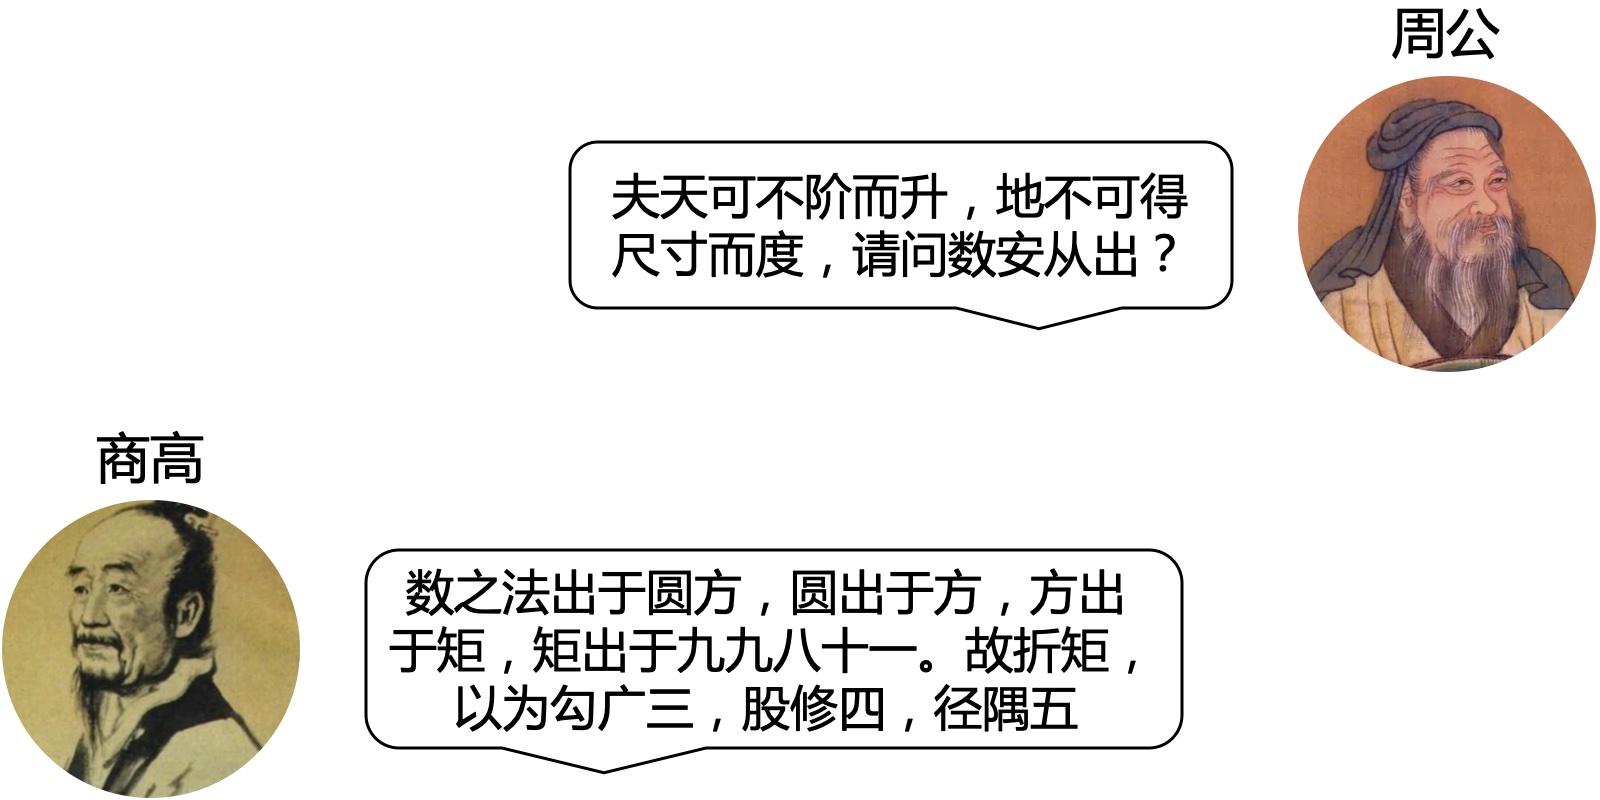 周公
夫天可不阶而升，地不可得
尺寸而度，请问数安从出？
商高
数之法出于圆方，圆出于方，方出
于矩，矩出于九九八十一。故折矩，
以为勾广三，股修四，径隅五